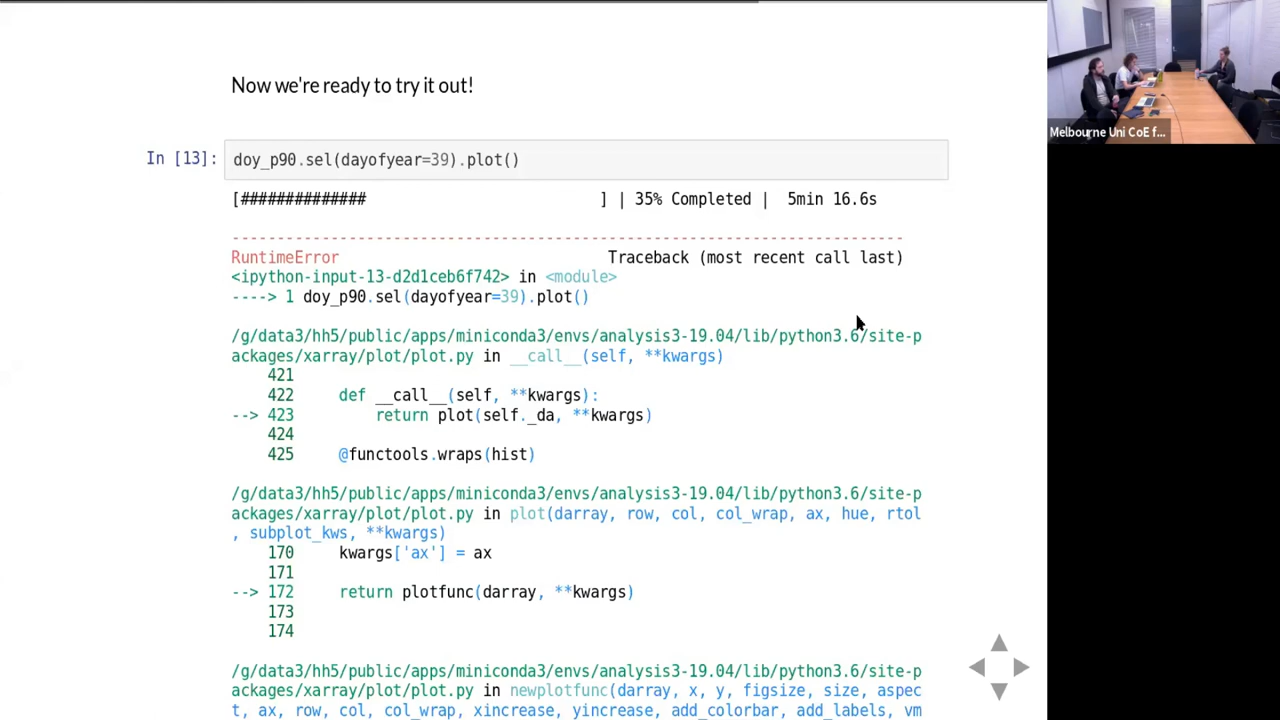 Now we're ready to try it out!
In [13]: doy_p90.sel(dayofyear=39).plot()
[############## ] | 35% Completed | 5min 16.6s
---------------------------------------------------------------------------
RuntimeError Traceback (most recent call last)
<ipython-input-13-d2d1ceb6f742> in <module>
----> 1 doy_p90.sel(dayofyear=39).plot()
/g/data3/hh5/public/apps/miniconda3/envs/analysis3-19.04/lib/python3.6/site-p
ackages/xarray/plot/plot.py in __call__(self, **kwargs)
421
422 def __call__(self, **kwargs):
--> 423 return plot(self._da, **kwargs)
424
425 @functools.wraps(hist)
/g/data3/hh5/public/apps/miniconda3/envs/analysis3-19.04/lib/python3.6/site-p
ackages/xarray/plot/plot.py in plot(darray, row, col, col_wrap, ax, hue, rtol
, subplot_kws, **kwargs)
170 kwargs['ax'] = ax
171
--> 172 return plotfunc(darray, **kwargs)
173
174
/g/data3/hh5/public/apps/miniconda3/envs/analysis3-19.04/lib/python3.6/site-p
ackages/xarray/plot/plot.py in newplotfunc(darray, x, y, figsize, size, aspec
t, ax, row, col, col_wrap, xincrease, yincrease, add_colorbar, add_labels, vm
Melbourne Uni CoE f...